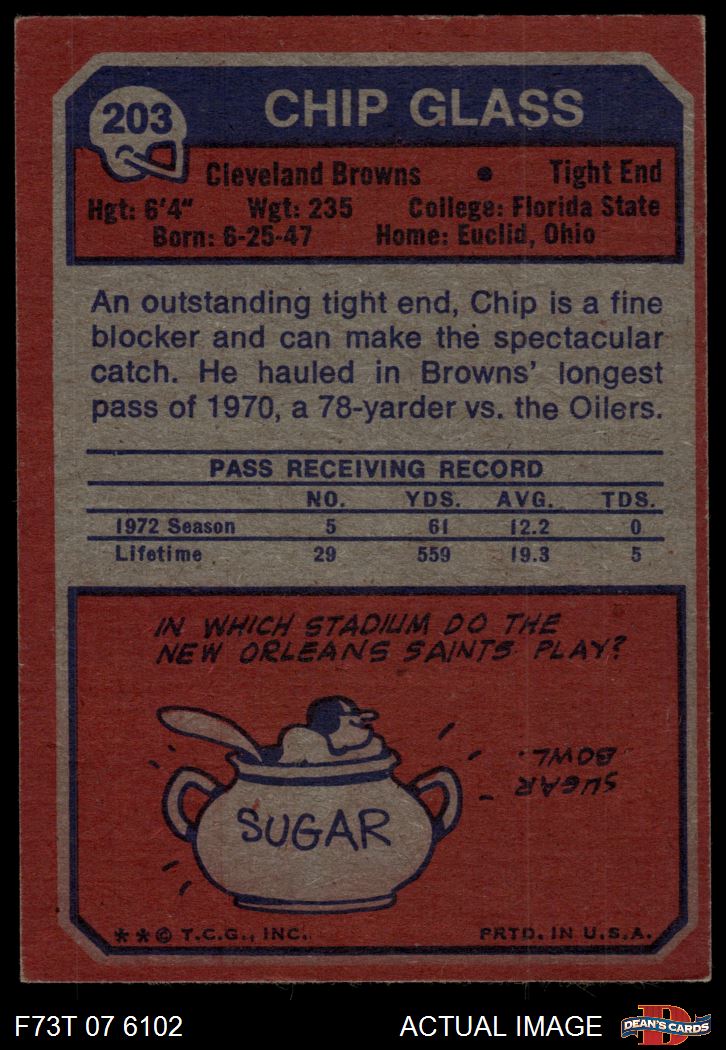 203
CHIP GLASS
Cleveland Browns • Tight End
Hgt: 6'4" Wgt: 235 College: Florida State
Born: 6-25-47 Home: Euclid, Ohio
An outstanding tight end, Chip is a fine
blocker and can make the spectacular
catch. He hauled in Browns' longest
pass of 1970, a 78-yarder vs. the Oilers.
PASS RECEIVING RECORD
NO. YDS. AVG. TDS.
1972 Season 5 61 12.2 0
Lifetime 29 559 19.3 5
IN WHICH STADIUM DO THE
NEW ORLEANS SAINTS PLAY?
SUGAR
BOWL.
SUGAR
**© T.C.G., INC. PRTD. IN U.S.A.
F73T 07 6102 ACTUAL IMAGE
D
DEAN'S CARDS